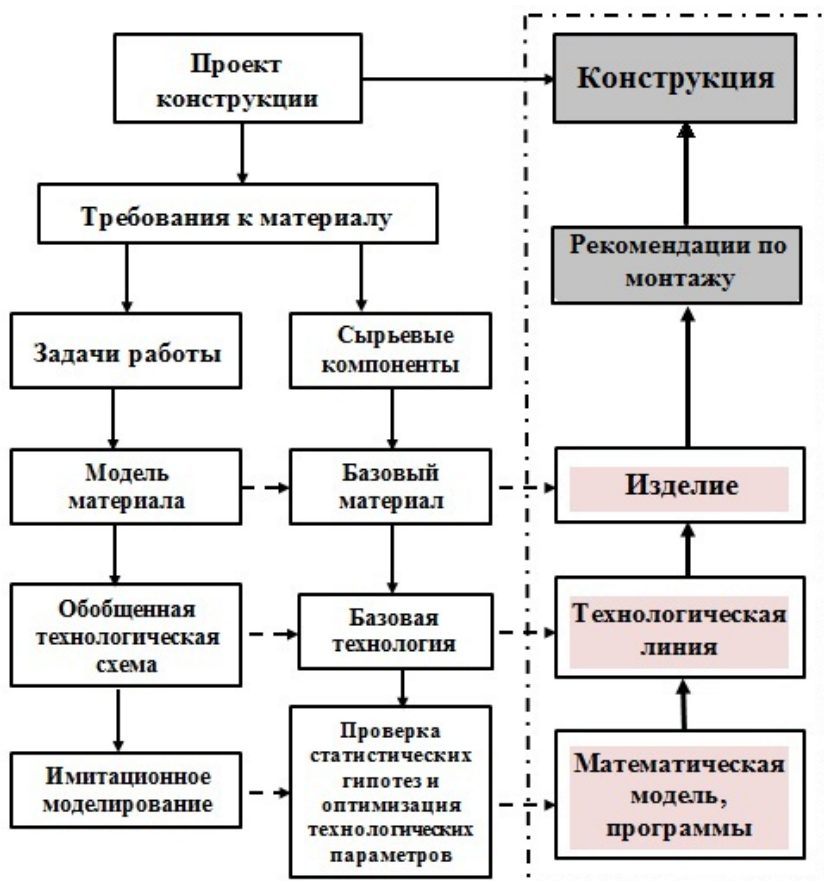 Проект
конструкции
Конструкция
Требования к материалу
Рекомендации по
монтажу
Задачи работы
Сырьевые
компоненты
Модель
материала
Базовый
материал
Изделие
Обобщенная
технологическая
схема
Базовая
технология
Технологическая
линия
Имитационное
моделирование
Проверка
статистических
гипотез и
оптимизация
технологических
параметров
Математическая
модель,
программы